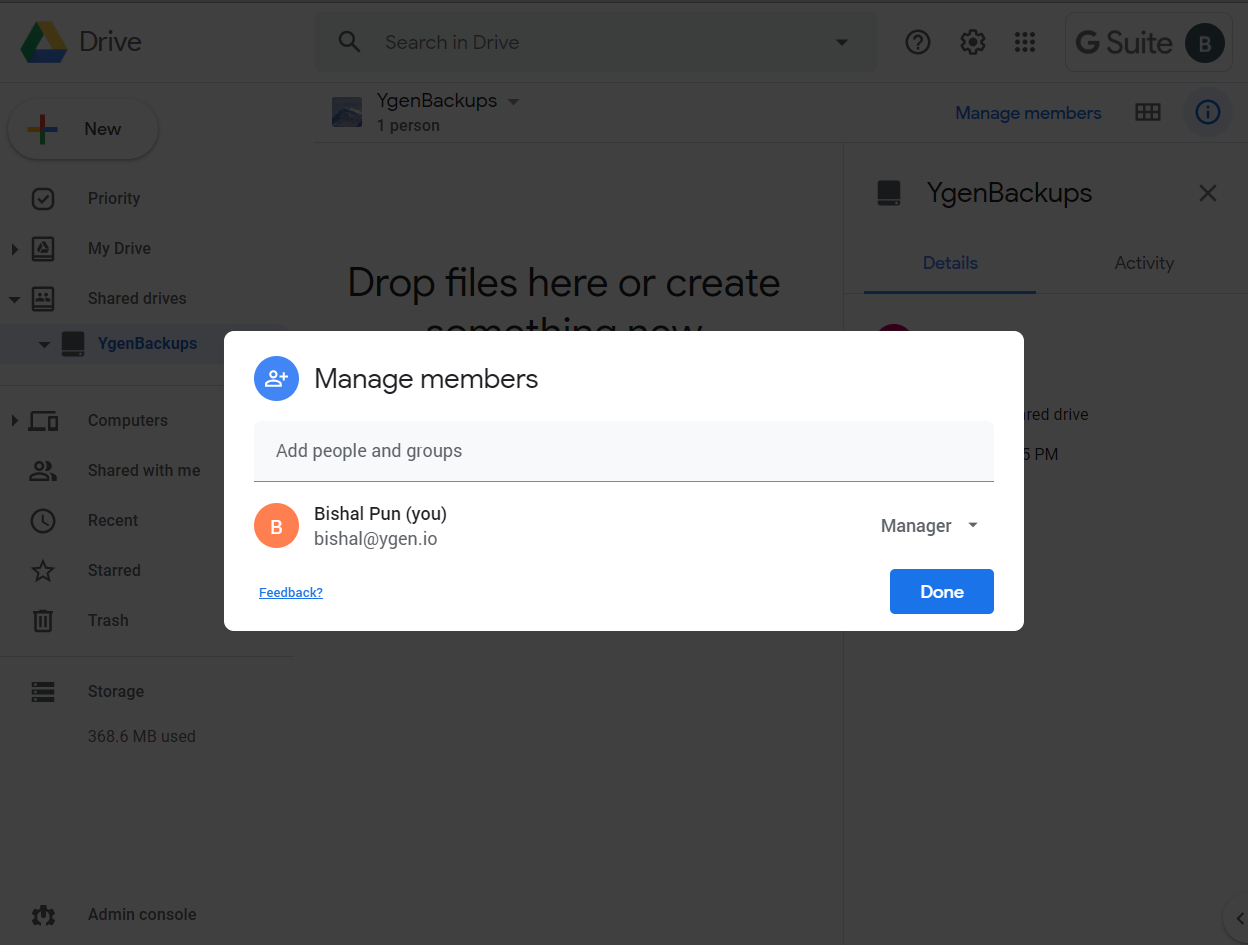 Drive
Search in Drive
G Suite
B
New
YgenBackups
1 person
Manage members
Priority
My Drive
Shared drives
YgenBackups
Computers
Shared with me
Recent
Starred
Trash
Storage
368.6 MB used
Admin console
Drop files here or create
something new
YgenBackups
Details
Activity
red drive
5 PM
Manage members
Add people and groups
B
Bishal Pun (you)
bishal@ygen.io
Manager
Feedback?
Done